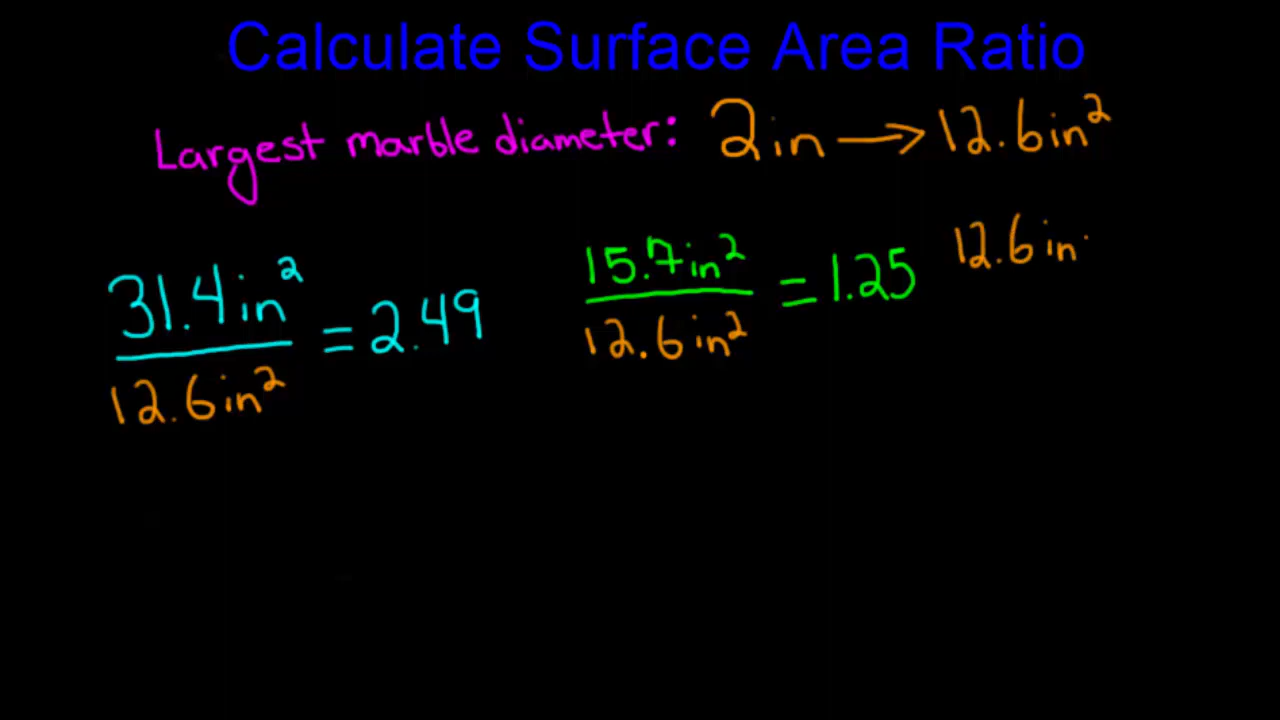 Calculate Surface Area Ratio
Largest marble diameter: 2in → 12.6in²
31.4in²
12.6in²
= 2.49
15.7in²
12.6in²
= 1.25
12.6in